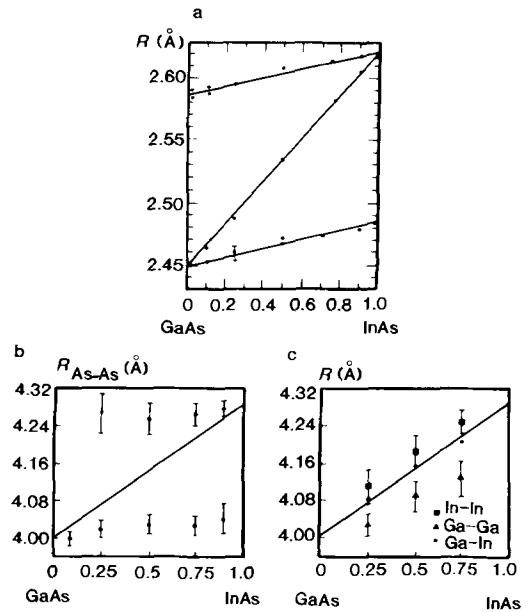 a
R (Å)
2.60
2.55
2.50
2.45
0 0.2 0.4 0.6 0.8 1.0
GaAs InAs
b
R As-As (Å)
4.32
4.24
4.16
4.08
4.00
0 0.25 0.50 0.75 1.0
GaAs InAs
c
R (Å)
4.32
4.24
4.16
4.08
4.00
In-In
Ga-Ga
Ga-In
0 0.25 0.50 0.75 1.0
GaAs InAs